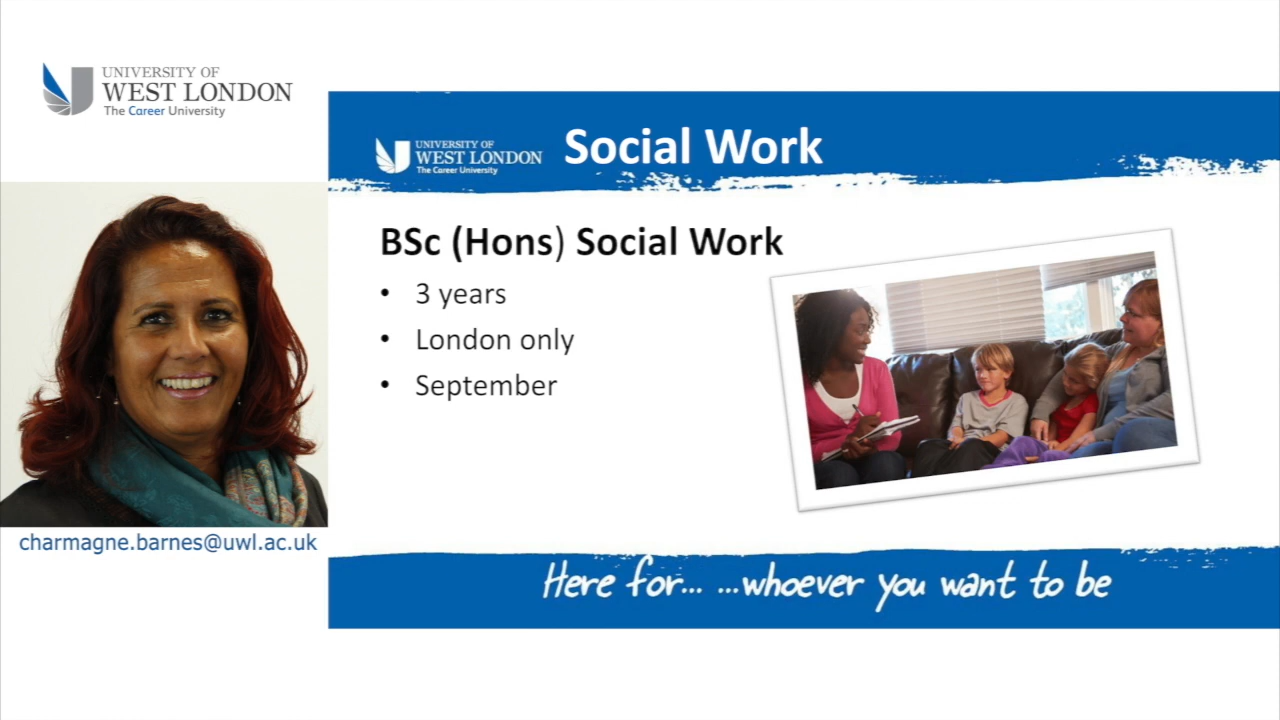 UNIVERSITY OF
WEST LONDON
The Career University
UNIVERSITY OF
WEST LONDON
The Career University
Social Work
BSc (Hons) Social Work
• 3 years
• London only
• September
charmagne.barnes@uwl.ac.uk
Here for... ...whoever you want to be